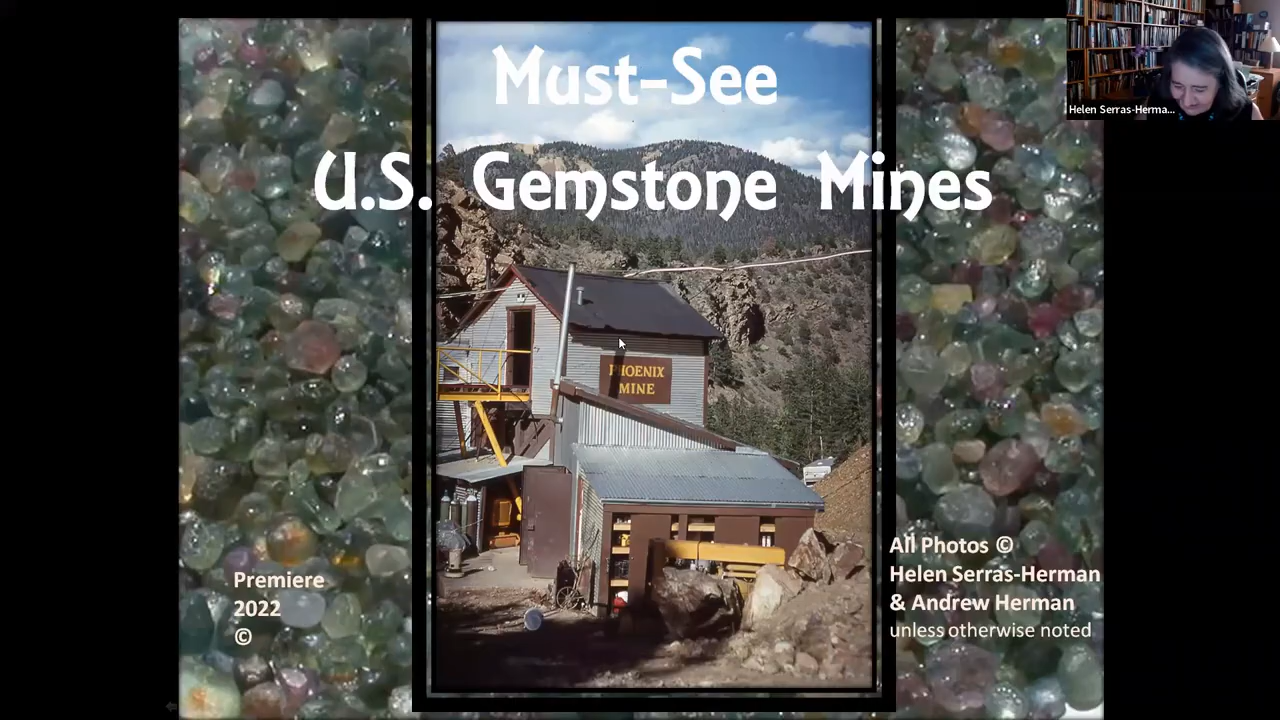 Must-See
U.S. Gemstone Mines
Helen Serras-Herma...
PHOENIX
MINE
Premiere
2022
©
All Photos ©
Helen Serras-Herman
& Andrew Herman
unless otherwise noted